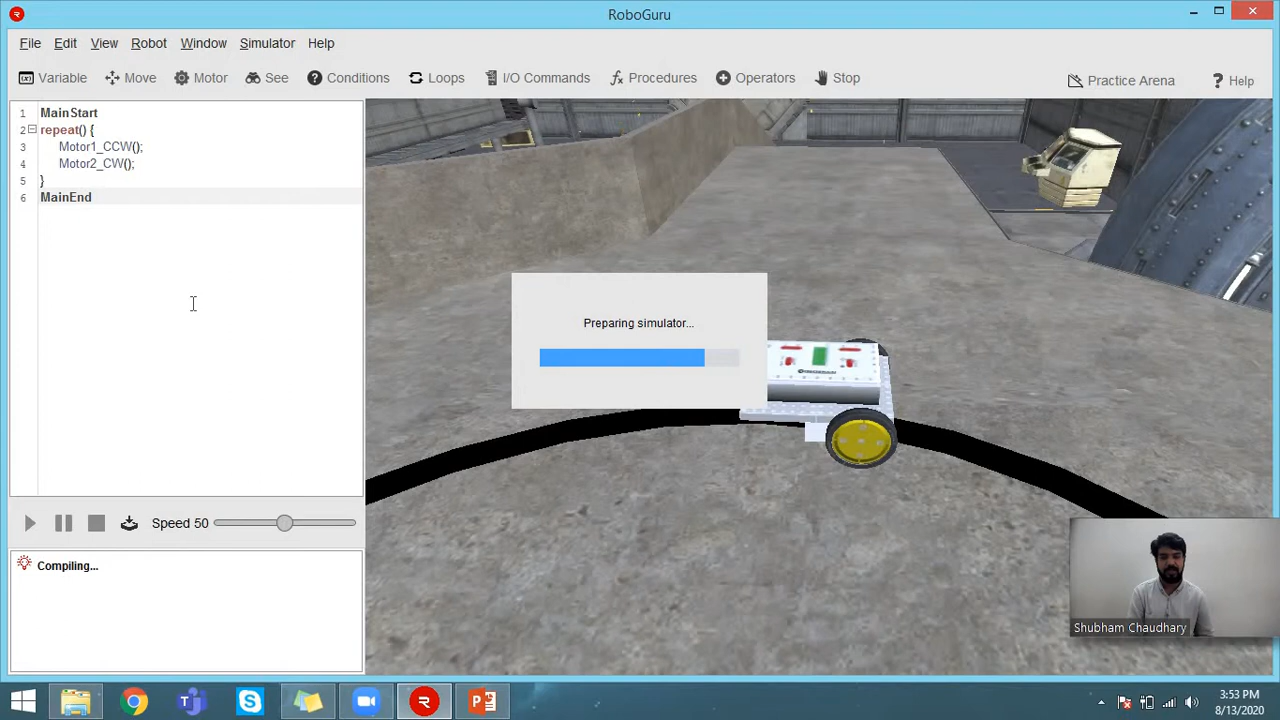 RoboGuru
File Edit View Robot Window Simulator Help
Variable Move Motor See Conditions Loops I/O Commands Procedures Operators Stop Practice Arena Help
1 MainStart
2 repeat() {
3 Motor1_CCW();
4 Motor2_CW();
5 }
6 MainEnd
Preparing simulator...
Speed 50
Compiling...
Shubham Chaudhary
3:53 PM
8/13/2020